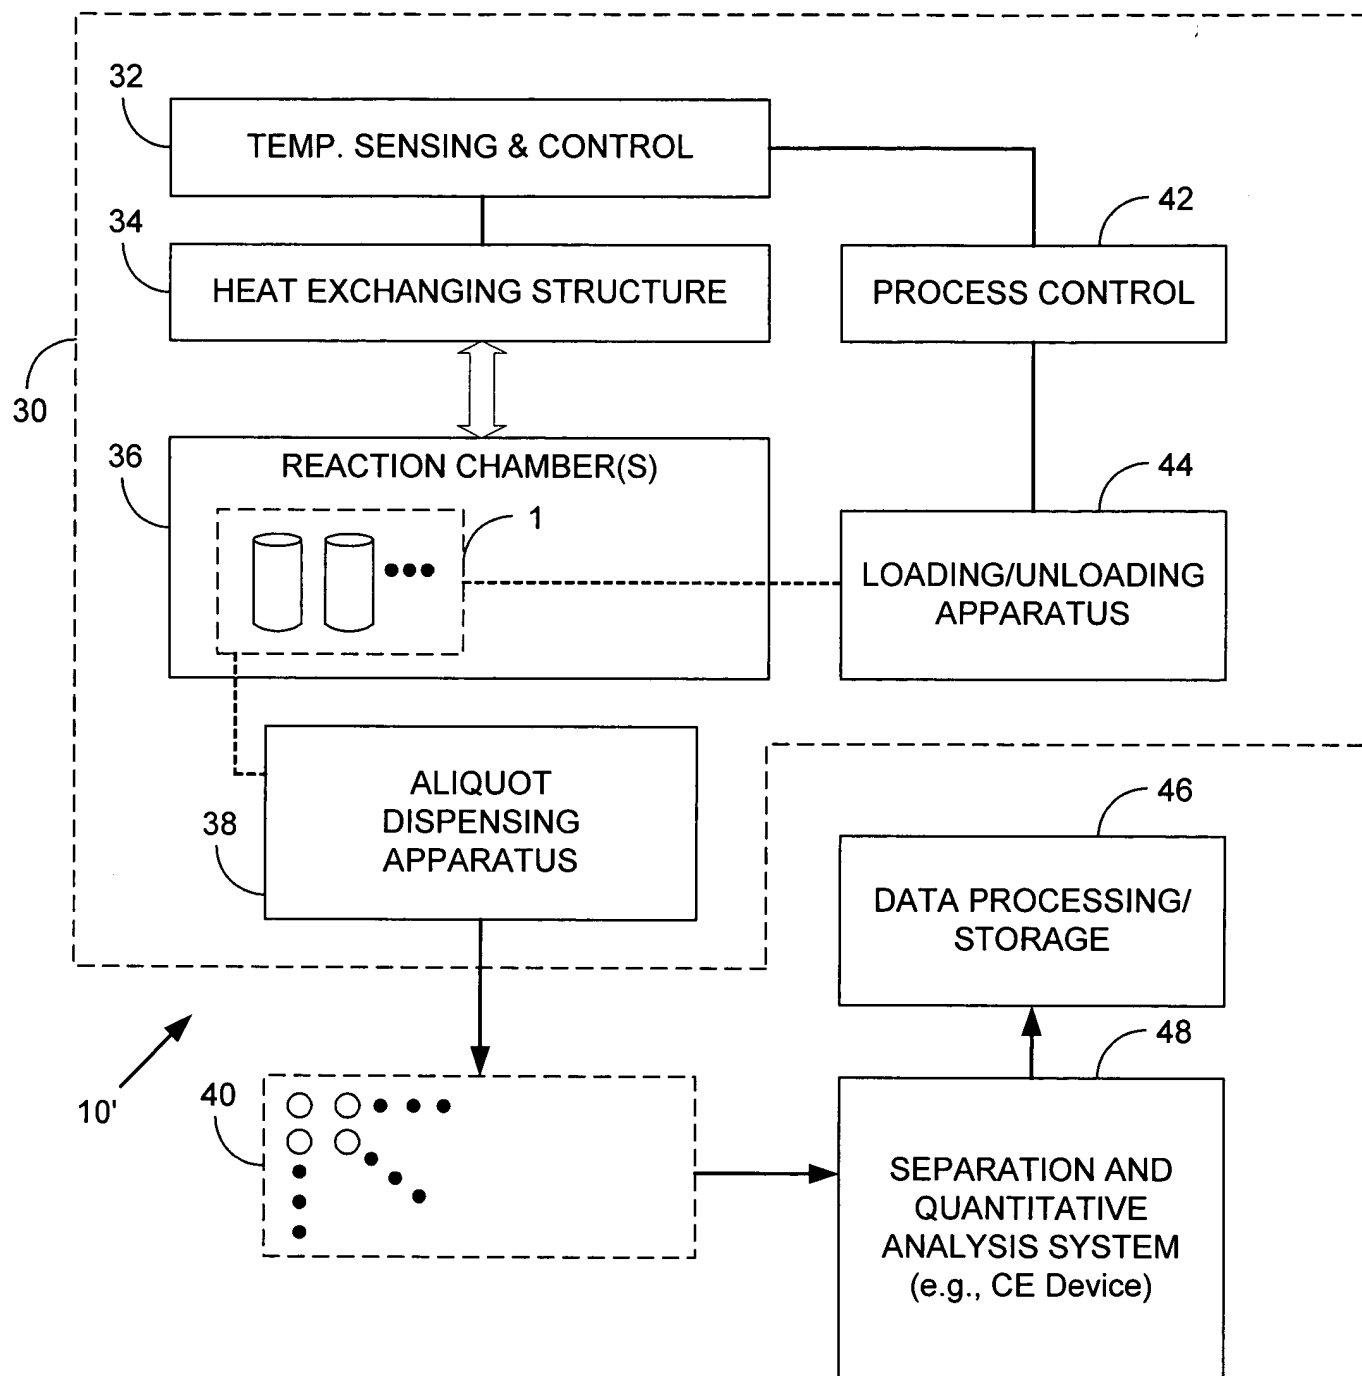 32
TEMP. SENSING & CONTROL
34
42
HEAT EXCHANGING STRUCTURE
PROCESS CONTROL
30
36
REACTION CHAMBER(S)
44
1
LOADING/UNLOADING
APPARATUS
38
ALIQUOT
DISPENSING
APPARATUS
46
DATA PROCESSING/
STORAGE
10'
40
48
SEPARATION AND
QUANTITATIVE
ANALYSIS SYSTEM
(e.g., CE Device)